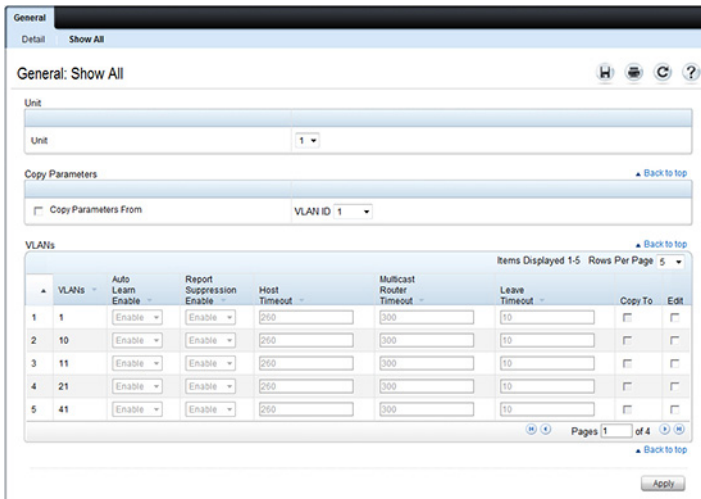 General
Detail Show All
General: Show All
?
Unit
Unit 1
Copy Parameters Back to top
Copy Parameters From VLAN ID 1
VLANs Back to top
Items Displayed 1-5 Rows Per Page 5
VLANs Auto Learn Enable Report Suppression Enable Host Timeout Multicast Router Timeout Leave Timeout Copy To Edit
1 1 Enable Enable 260 300 10
2 10 Enable Enable 260 300 10
3 11 Enable Enable 260 300 10
4 21 Enable Enable 260 300 10
5 41 Enable Enable 260 300 10
Pages 1 of 4
Back to top
Apply